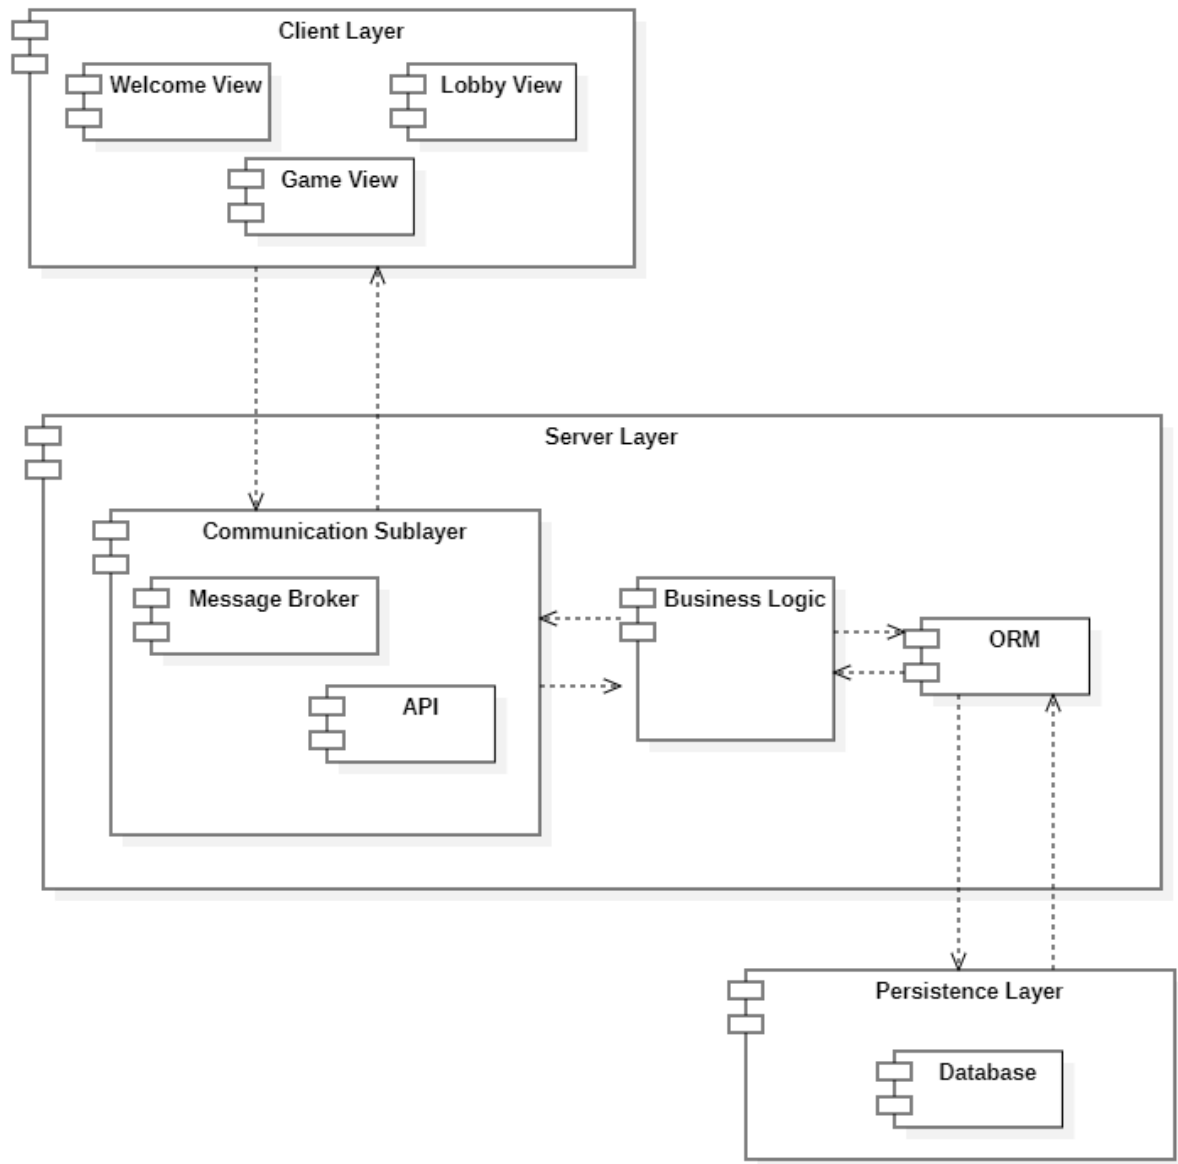 Client Layer
Welcome View
Lobby View
Game View
Server Layer
Communication Sublayer
Message Broker
Business Logic
ORM
API
Persistence Layer
Database